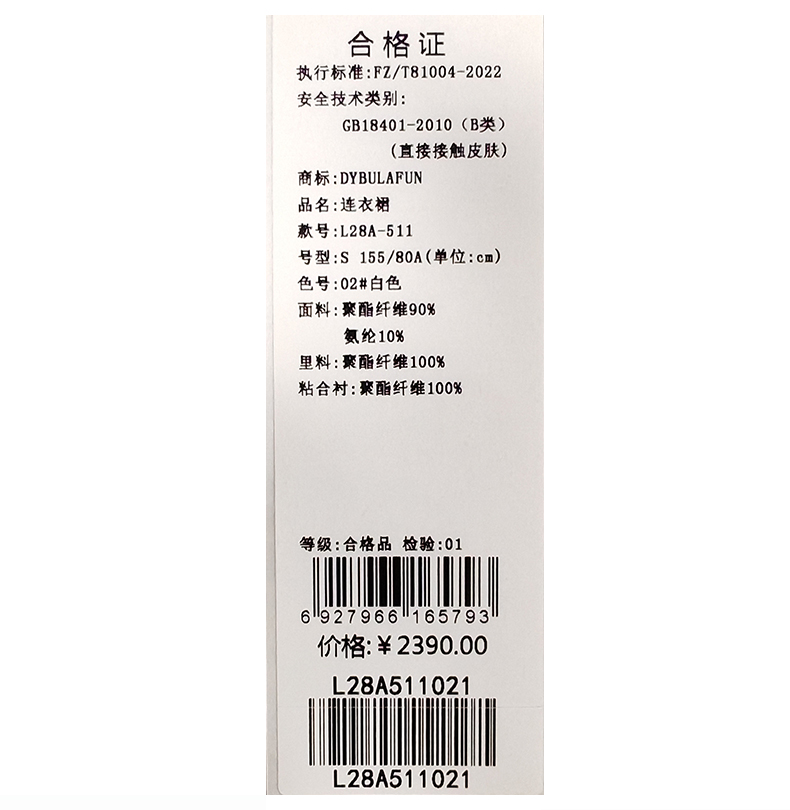 合格证
执行标准:FZ/T81004-2022
安全技术类别:
GB18401-2010（B类）
(直接接触皮肤)
商标:DYBULAFUN
品名:连衣裙
款号:L28A-511
号型:S 155/80A(单位:cm)
色号:02#白色
面料:聚酯纤维90%
氨纶10%
里料:聚酯纤维100%
粘合衬:聚酯纤维100%
等级:合格品 检验:01
6 927966 165793
价格:￥2390.00
L28A511021
L28A511021